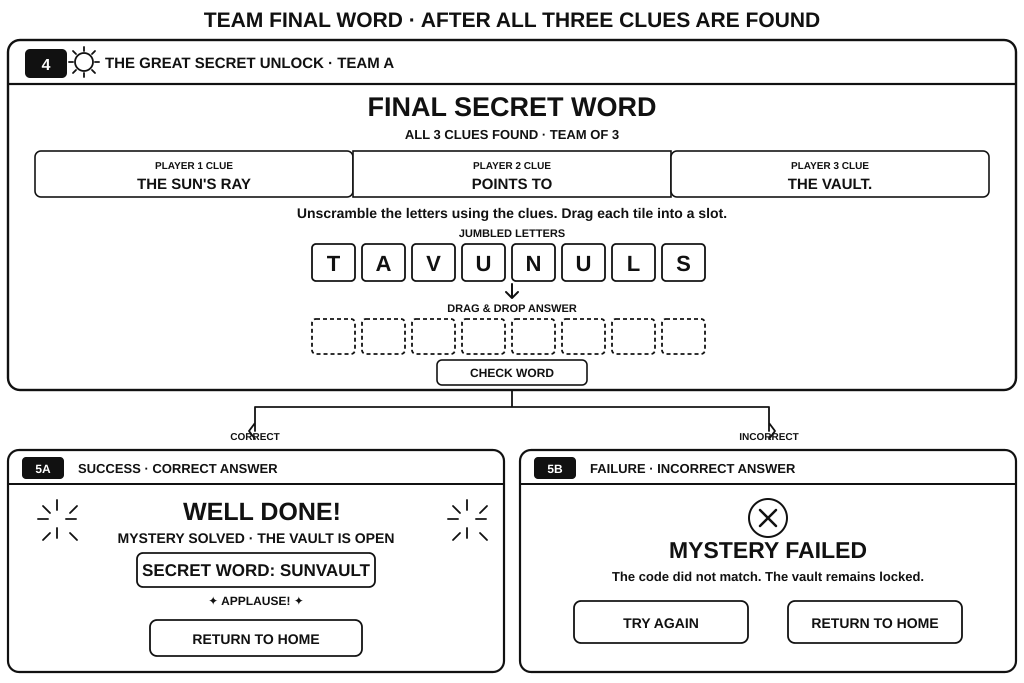 TEAM FINAL WORD · AFTER ALL THREE CLUES ARE FOUND
4 THE GREAT SECRET UNLOCK · TEAM A
FINAL SECRET WORD
ALL 3 CLUES FOUND · TEAM OF 3
PLAYER 1 CLUE
THE SUN'S RAY
PLAYER 2 CLUE
POINTS TO
PLAYER 3 CLUE
THE VAULT.
Unscramble the letters using the clues. Drag each tile into a slot.
JUMBLED LETTERS
T A V U N U L S
DRAG & DROP ANSWER
CHECK WORD
CORRECT
INCORRECT
5A SUCCESS · CORRECT ANSWER
WELL DONE!
MYSTERY SOLVED · THE VAULT IS OPEN
SECRET WORD: SUNVAULT
✦ APPLAUSE! ✦
RETURN TO HOME
5B FAILURE · INCORRECT ANSWER
MYSTERY FAILED
The code did not match. The vault remains locked.
TRY AGAIN
RETURN TO HOME